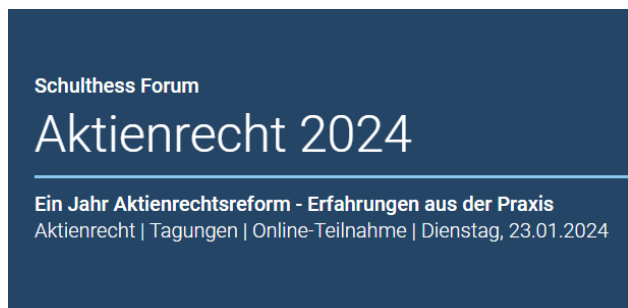 Schulthess Forum
Aktienrecht 2024
Ein Jahr Aktienrechtsreform - Erfahrungen aus der Praxis
Aktienrecht | Tagungen | Online-Teilnahme | Dienstag, 23.01.2024